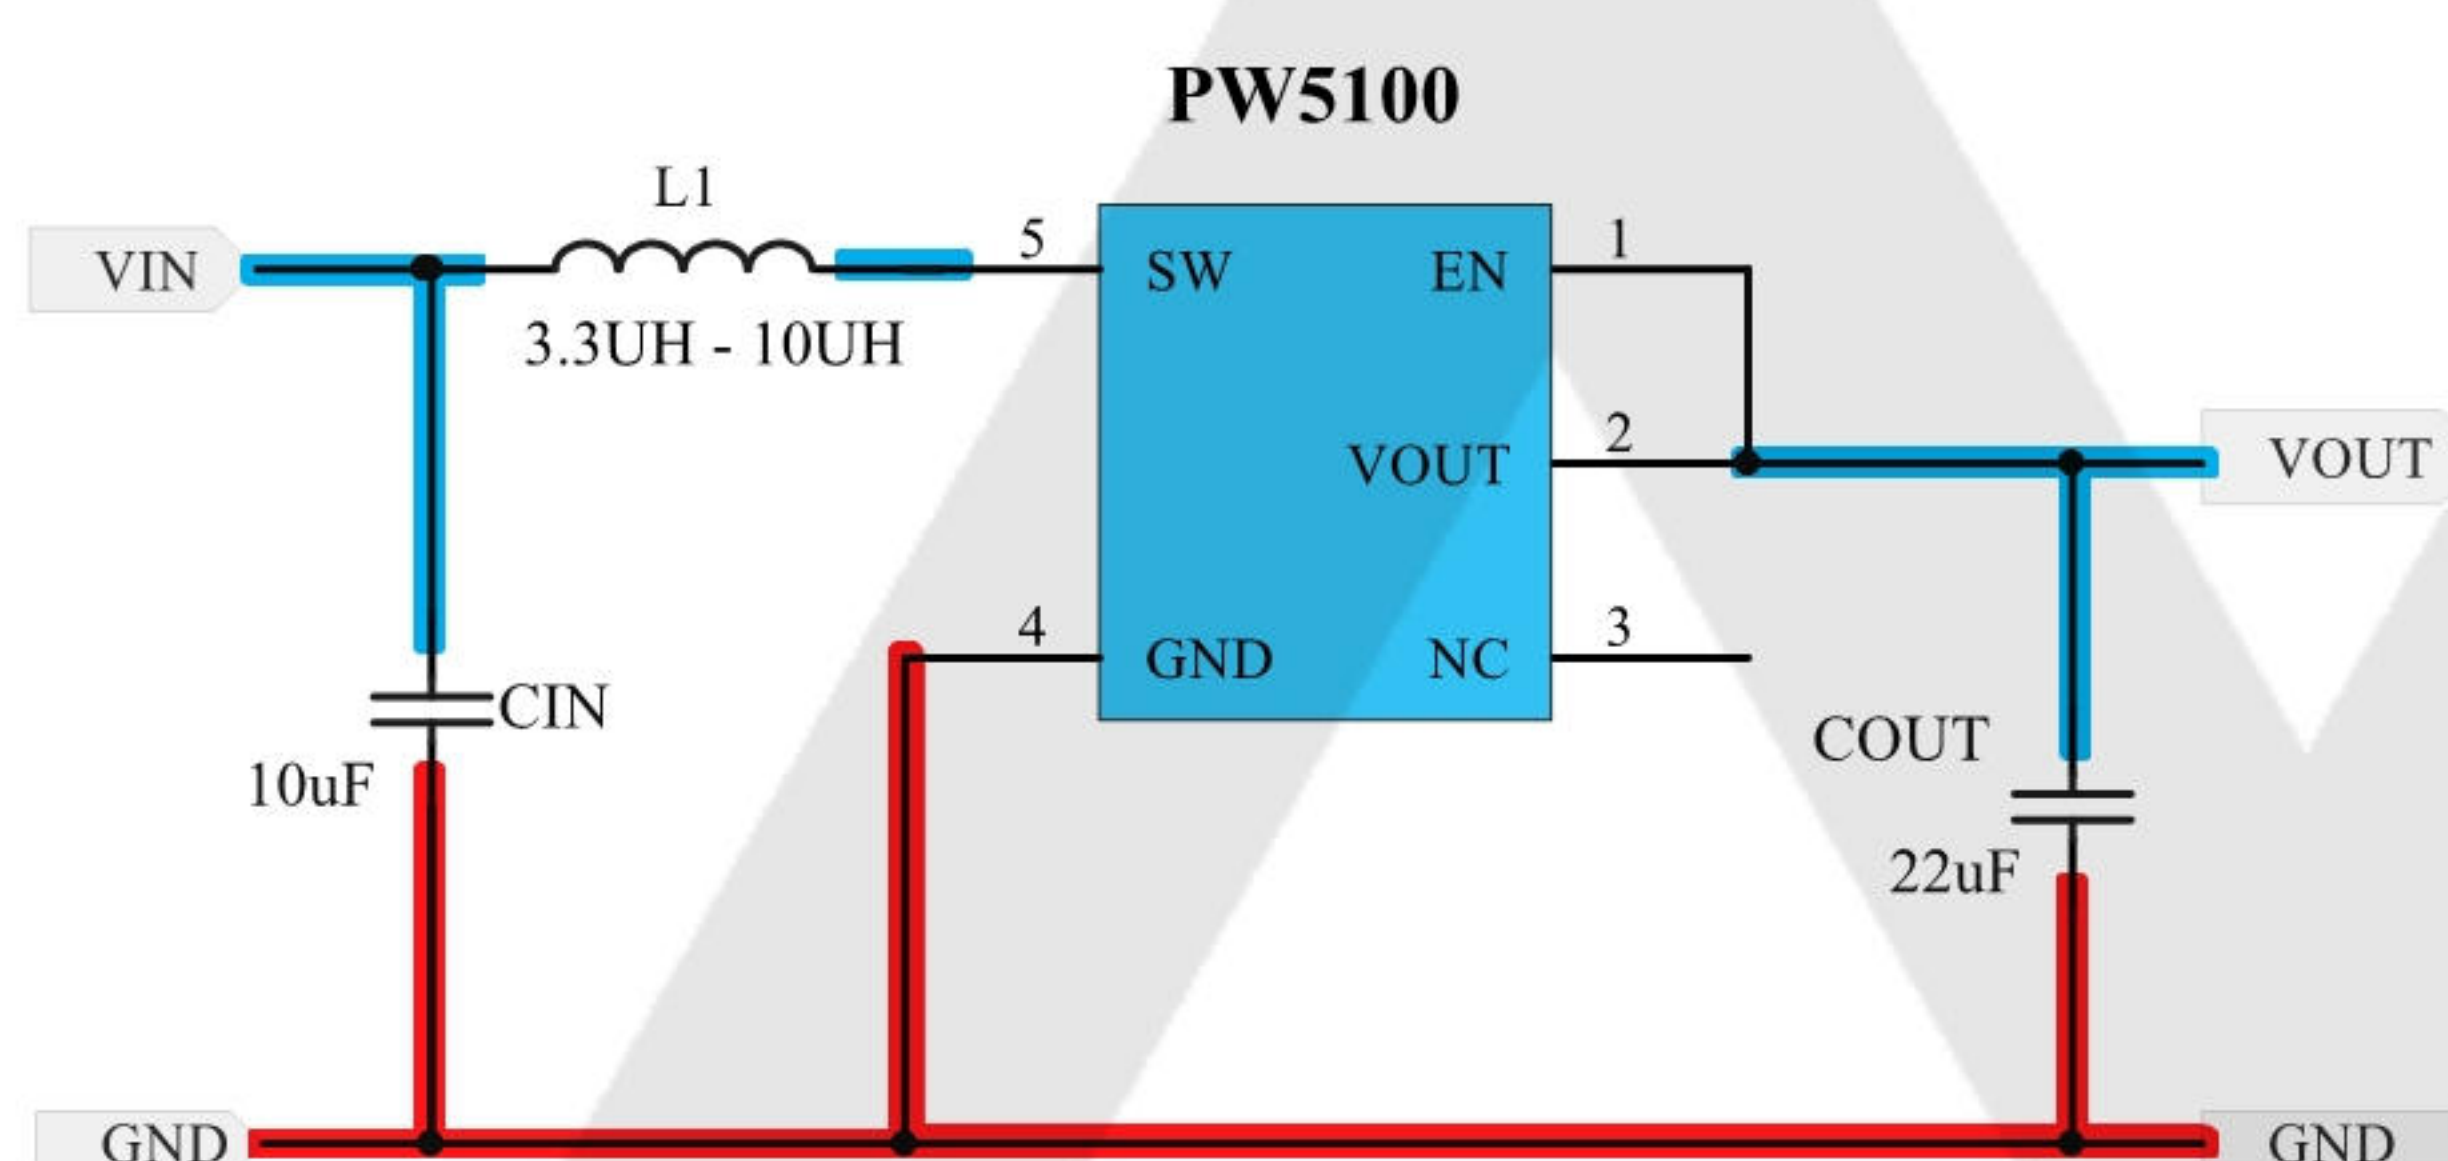 PW5100
L1
VIN
5
SW
EN
1
3.3UH - 10UH
VOUT
2
VOUT
4
GND
NC
3
CIN
10uF
COUT
22uF
GND
GND